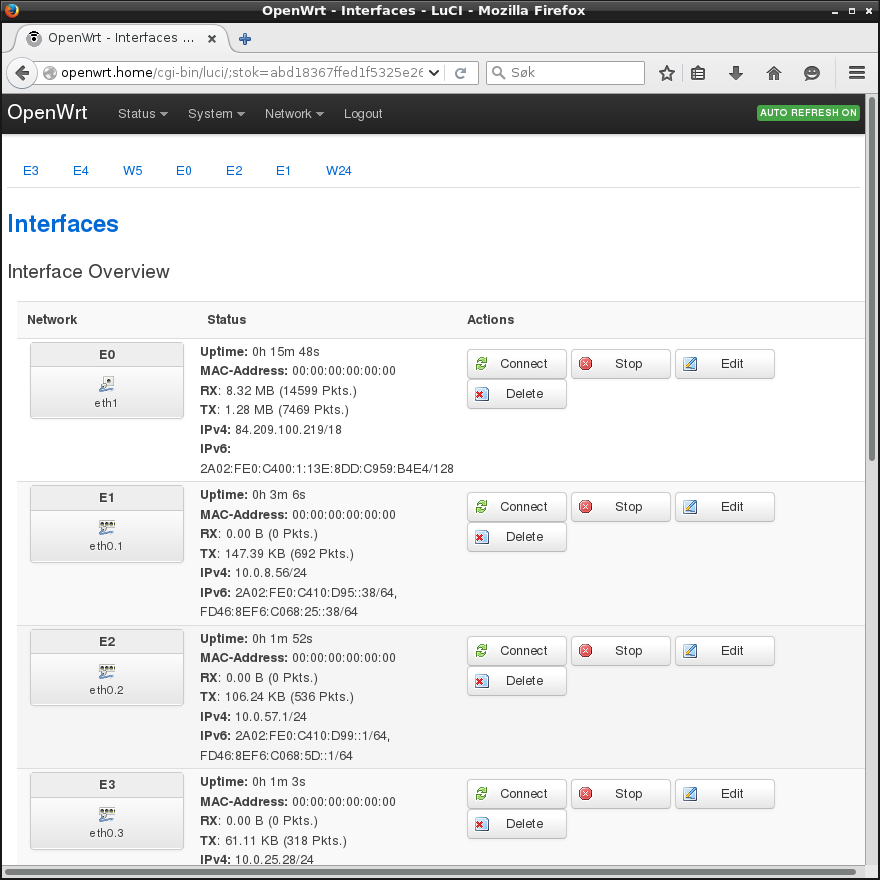 OpenWrt - Interfaces - LuCI - Mozilla Firefox
OpenWrt - Interfaces ...
openwrt.home/cgi-bin/luci/;stok=abd18367ffed1f5325e26
Søk
OpenWrt Status System Network Logout AUTO REFRESH ON
E3 E4 W5 E0 E2 E1 W24
Interfaces
Interface Overview
Network Status Actions
E0
eth1
Uptime: 0h 15m 48s
MAC-Address: 00:00:00:00:00:00
RX: 8.32 MB (14599 Pkts.)
TX: 1.28 MB (7469 Pkts.)
IPv4: 84.209.100.219/18
IPv6:
2A02:FE0:C400:1:13E:8DD:C959:B4E4/128
Connect Stop Edit
Delete
E1
eth0.1
Uptime: 0h 3m 6s
MAC-Address: 00:00:00:00:00:00
RX: 0.00 B (0 Pkts.)
TX: 147.39 KB (692 Pkts.)
IPv4: 10.0.8.56/24
IPv6: 2A02:FE0:C410:D95::38/64,
FD46:8EF6:C068:25::38/64
Connect Stop Edit
Delete
E2
eth0.2
Uptime: 0h 1m 52s
MAC-Address: 00:00:00:00:00:00
RX: 0.00 B (0 Pkts.)
TX: 106.24 KB (536 Pkts.)
IPv4: 10.0.57.1/24
IPv6: 2A02:FE0:C410:D99::1/64,
FD46:8EF6:C068:5D::1/64
Connect Stop Edit
Delete
E3
eth0.3
Uptime: 0h 1m 3s
MAC-Address: 00:00:00:00:00:00
RX: 0.00 B (0 Pkts.)
TX: 61.11 KB (318 Pkts.)
IPv4: 10.0.25.28/24
Connect Stop Edit
Delete